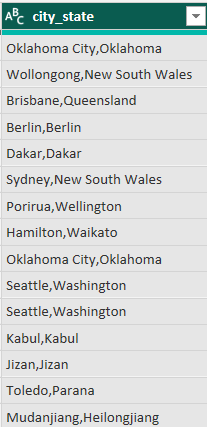 ABC city_state
Oklahoma City,Oklahoma
Wollongong,New South Wales
Brisbane,Queensland
Berlin,Berlin
Dakar,Dakar
Sydney,New South Wales
Porirua,Wellington
Hamilton,Waikato
Oklahoma City,Oklahoma
Seattle,Washington
Seattle,Washington
Kabul,Kabul
Jizan,Jizan
Toledo,Parana
Mudanjiang,Heilongjiang